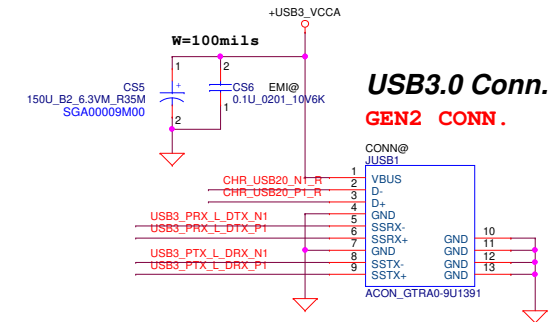 +USB3_VCCA
W=100mils
1
2
CS5
150U_B2_6.3VM_R35M
SGA00009M00
+
2
CS6
EMI@
0.1U_0201_10V6K
1
USB3.0 Conn.
GEN2 CONN.
CONN@
JUSB1
1 VBUS
CHR_USB20_N1_R 2 D-
CHR_USB20_P1_R 3 D+
4 GND
USB3_PRX_L_DTX_N1 5 SSRX-
USB3_PRX_L_DTX_P1 6 SSRX+ GND 10
7 GND GND 11
USB3_PTX_L_DRX_N1 8 SSTX- GND 12
USB3_PTX_L_DRX_P1 9 SSTX+ GND 13
ACON_GTRA0-9U1391